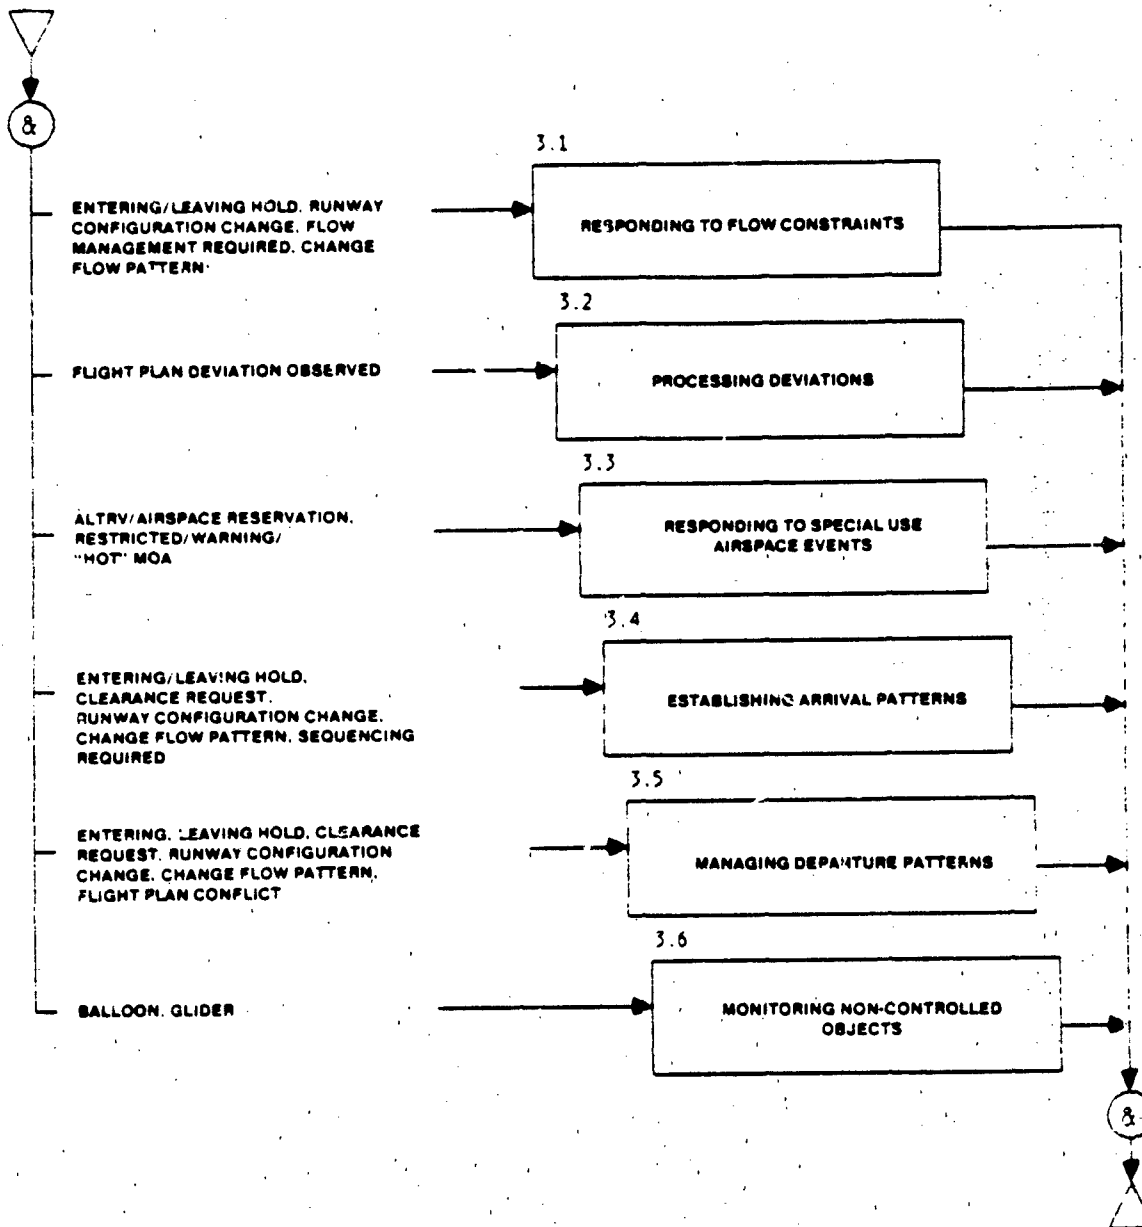 &
3.1
ENTERING/LEAVING HOLD, RUNWAY
CONFIGURATION CHANGE, FLOW
MANAGEMENT REQUIRED, CHANGE
FLOW PATTERN
RESPONDING TO FLOW CONSTRAINTS
3.2
FLIGHT PLAN DEVIATION OBSERVED
PROCESSING DEVIATIONS
3.3
ALTRV/AIRSPACE RESERVATION,
RESTRICTED/WARNING/
"HOT" MOA
RESPONDING TO SPECIAL USE
AIRSPACE EVENTS
3.4
ENTERING/LEAVING HOLD,
CLEARANCE REQUEST,
RUNWAY CONFIGURATION CHANGE,
CHANGE FLOW PATTERN, SEQUENCING
REQUIRED
ESTABLISHING ARRIVAL PATTERNS
3.5
ENTERING, LEAVING HOLD, CLEARANCE
REQUEST, RUNWAY CONFIGURATION
CHANGE, CHANGE FLOW PATTERN,
FLIGHT PLAN CONFLICT
MANAGING DEPARTURE PATTERNS
3.6
BALLOON, GLIDER
MONITORING NON-CONTROLLED
OBJECTS
&